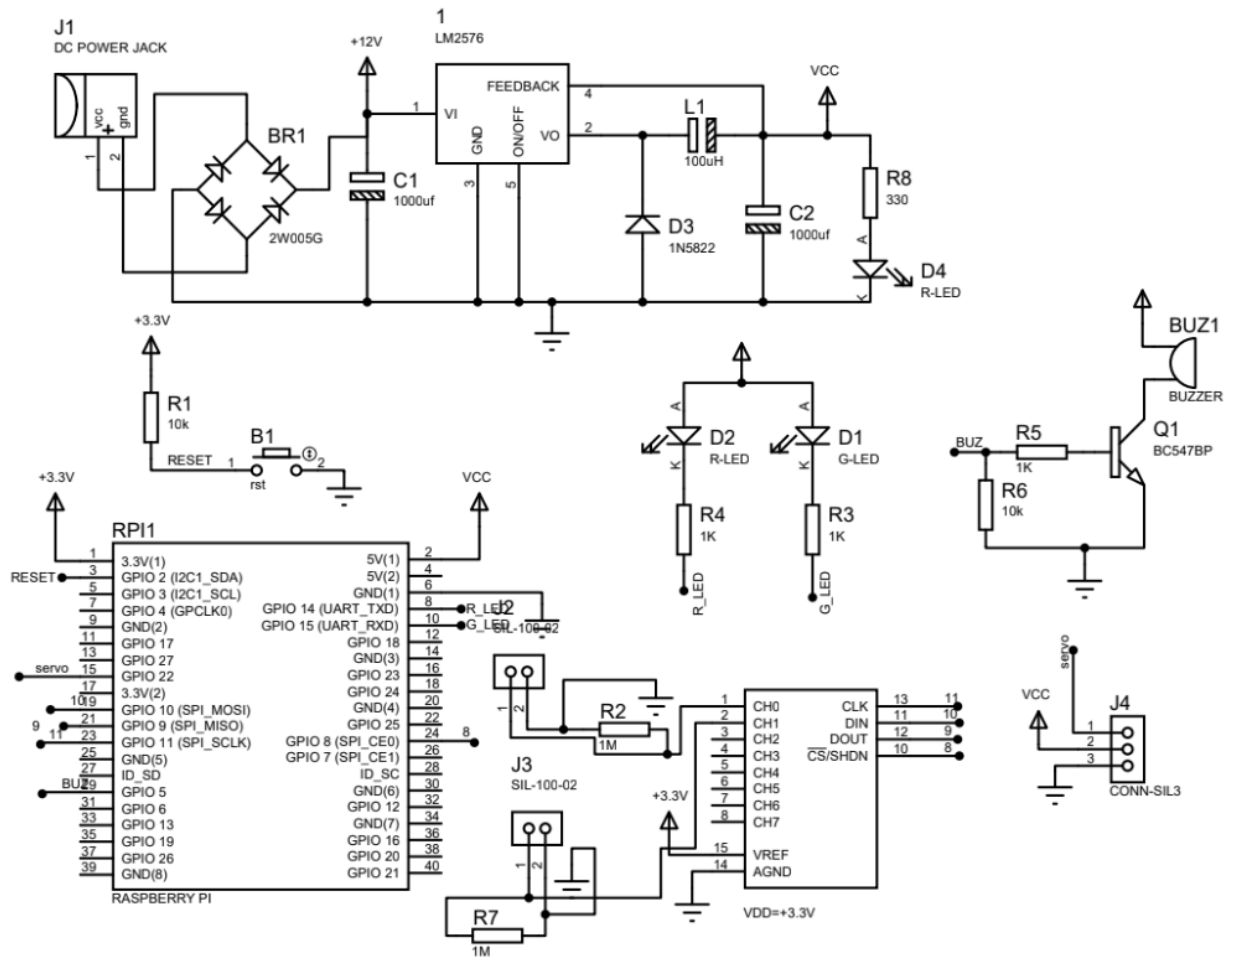 J1
DC POWER JACK
vcc
gnd
+
1
2
BR1
2W005G
+12V
C1
1000uf
1
LM2576
1
VI
FEEDBACK
4
VO
2
GND
3
ON/OFF
5
L1
100uH
D3
1N5822
C2
1000uf
VCC
R8
330
A
K
D4
R-LED
+3.3V
R1
10k
RESET
B1
1
2
rst
A
K
D2
R-LED
R4
1K
R_LED
A
K
D1
G-LED
R3
1K
G_LED
BUZ1
BUZZER
BUZ
R5
1K
R6
10k
Q1
BC547BP
+3.3V
VCC
RPI1
1 3.3V(1)
RESET 3 GPIO 2 (I2C1_SDA)
5 GPIO 3 (I2C1_SCL)
7 GPIO 4 (GPCLK0)
9 GND(2)
11 GPIO 17
13 GPIO 27
servo 15 GPIO 22
17 3.3V(2)
10 19 GPIO 10 (SPI_MOSI)
9 21 GPIO 9 (SPI_MISO)
11 23 GPIO 11 (SPI_SCLK)
25 GND(5)
27 ID_SD
BUZ 29 GPIO 5
31 GPIO 6
33 GPIO 13
35 GPIO 19
37 GPIO 26
39 GND(8)
5V(1) 2
5V(2) 4
GND(1) 6
GPIO 14 (UART_TXD) 8 R_LED
GPIO 15 (UART_RXD) 10 G_LED
GPIO 18 12
GND(3) 14
GPIO 23 16
GPIO 24 18
GND(4) 20
GPIO 25 22
GPIO 8 (SPI_CE0) 24 8
GPIO 7 (SPI_CE1) 26
ID_SC 28
GND(6) 30
GPIO 12 32
GND(7) 34
GPIO 16 36
GPIO 20 38
GPIO 21 40
RASPBERRY PI
J2
SIL-100-02
1
2
R2
1M
J3
SIL-100-02
1
2
R7
1M
+3.3V
1 CH0
2 CH1
3 CH2
4 CH3
5 CH4
6 CH5
7 CH6
8 CH7
15 VREF
14 AGND
CLK 13 11
DIN 11 10
DOUT 12 9
CS/SHDN 10 8
VDD=+3.3V
servo
VCC
J4
1
2
3
CONN-SIL3